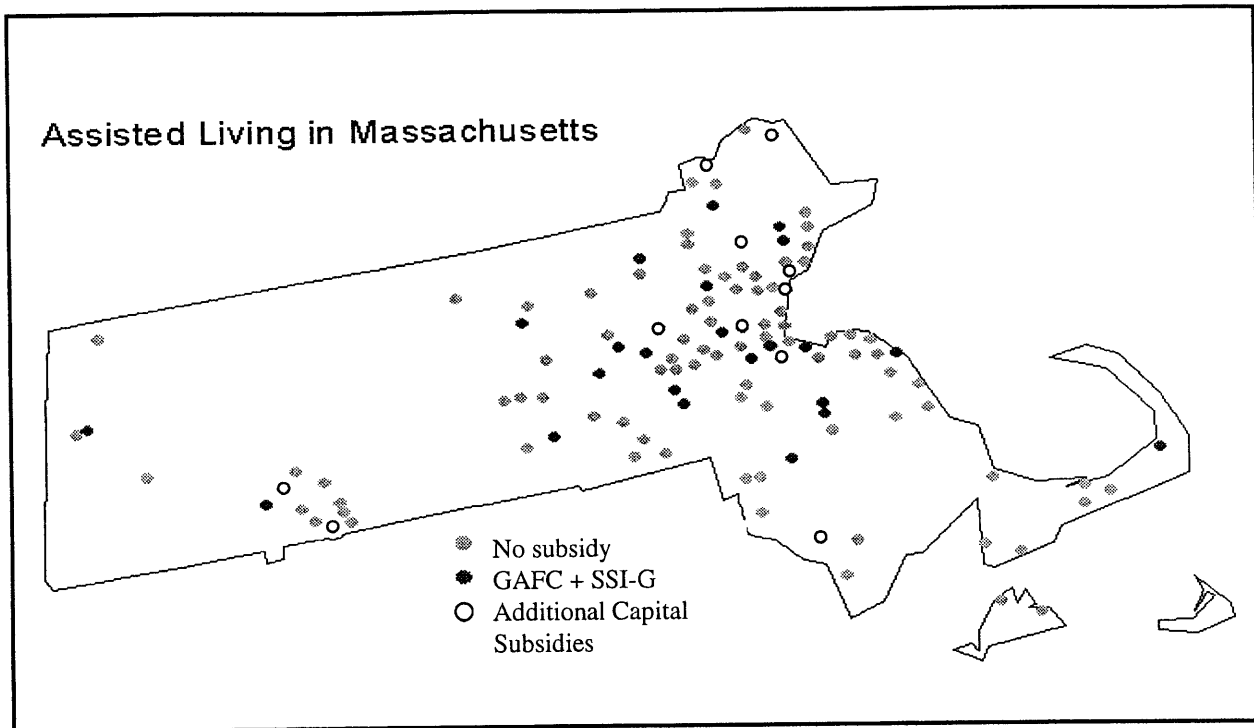 Assisted Living in Massachusetts
No subsidy
GAFC + SSI-G
Additional Capital
Subsidies